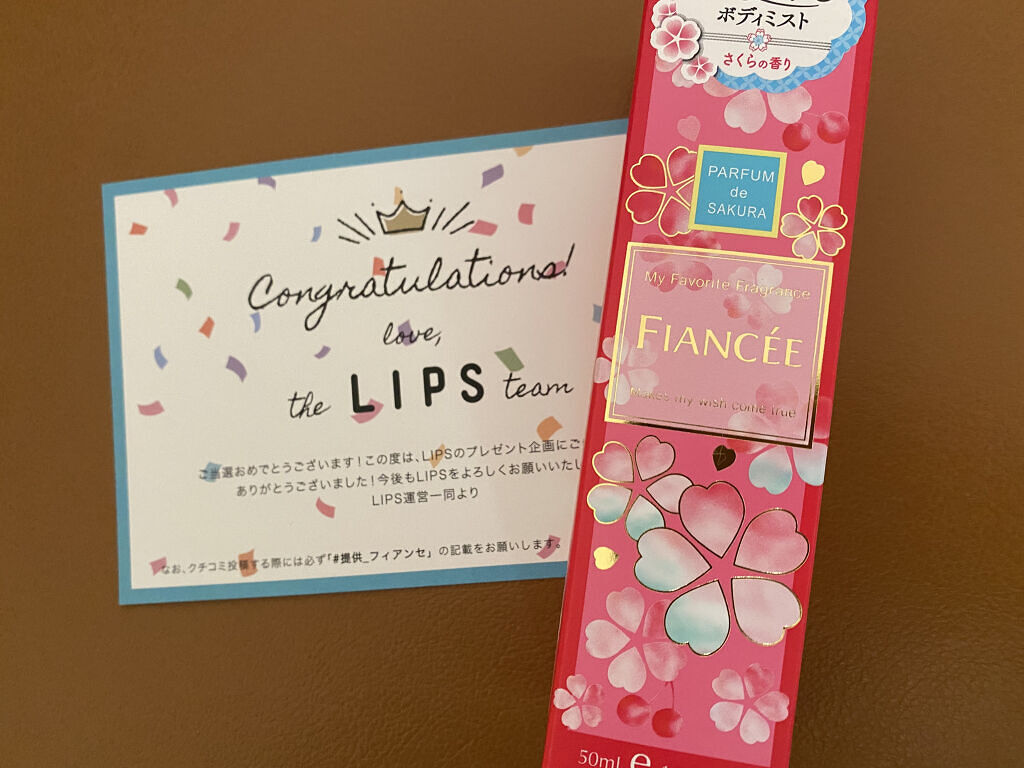 Congratulations!
love,
the LIPS team
ご当選おめでとうございます!この度は、LIPSのプレゼント企画にご
ありがとうございました!今後もLIPSをよろしくお願いいたし
LIPS運営一同より
なお、クチコミ投稿する際には必ず「#提供_フィアンセ」の記載をお願いします。
ボディミスト
さくらの香り
PARFUM
de
SAKURA
My Favorite Fragrance
FIANCÉE
Makes my wish come true
50ml e